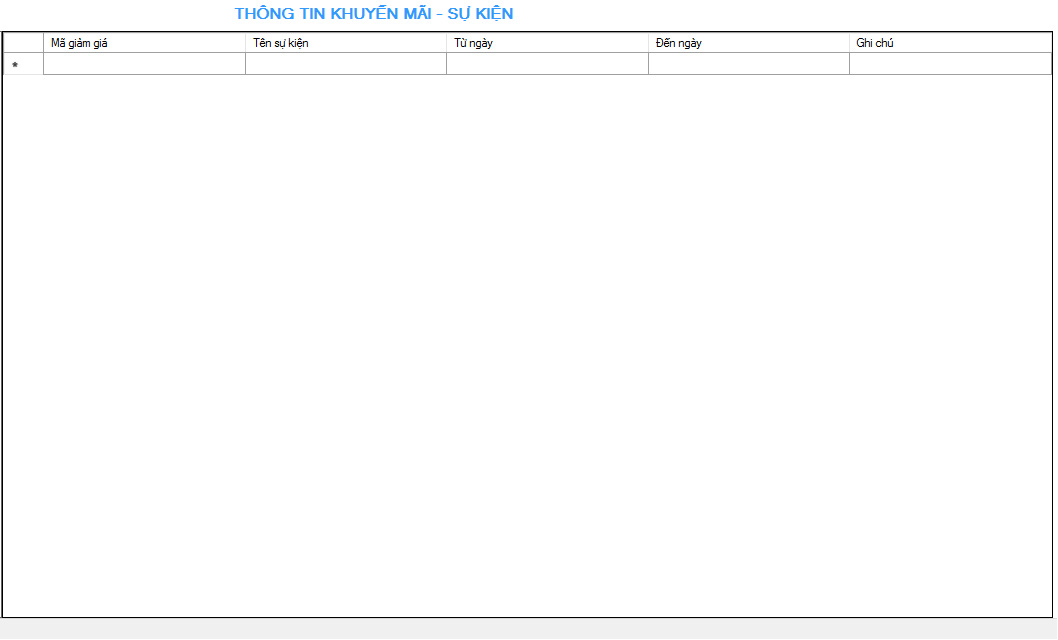 THÔNG TIN KHUYẾN MÃI - SỰ KIỆN
Mã giảm giá Tên sự kiện Từ ngày Đến ngày Ghi chú
*